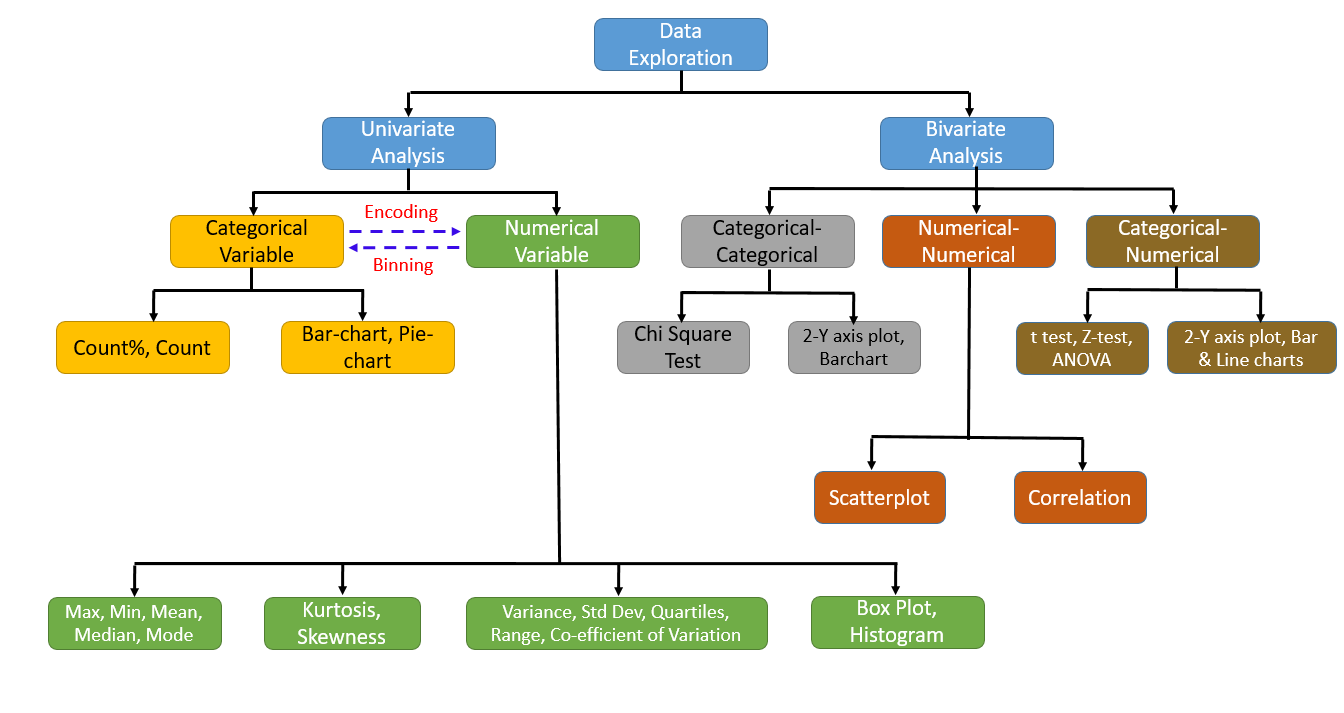 Data
Exploration
Univariate
Analysis
Bivariate
Analysis
Categorical
Variable
Encoding
Binning
Numerical
Variable
Categorical-
Categorical
Numerical-
Numerical
Categorical-
Numerical
Count%, Count
Bar-chart, Pie-
chart
Chi Square
Test
2-Y axis plot,
Barchart
t test, Z-test,
ANOVA
2-Y axis plot, Bar
& Line charts
Scatterplot
Correlation
Max, Min, Mean,
Median, Mode
Kurtosis,
Skewness
Variance, Std Dev, Quartiles,
Range, Co-efficient of Variation
Box Plot,
Histogram